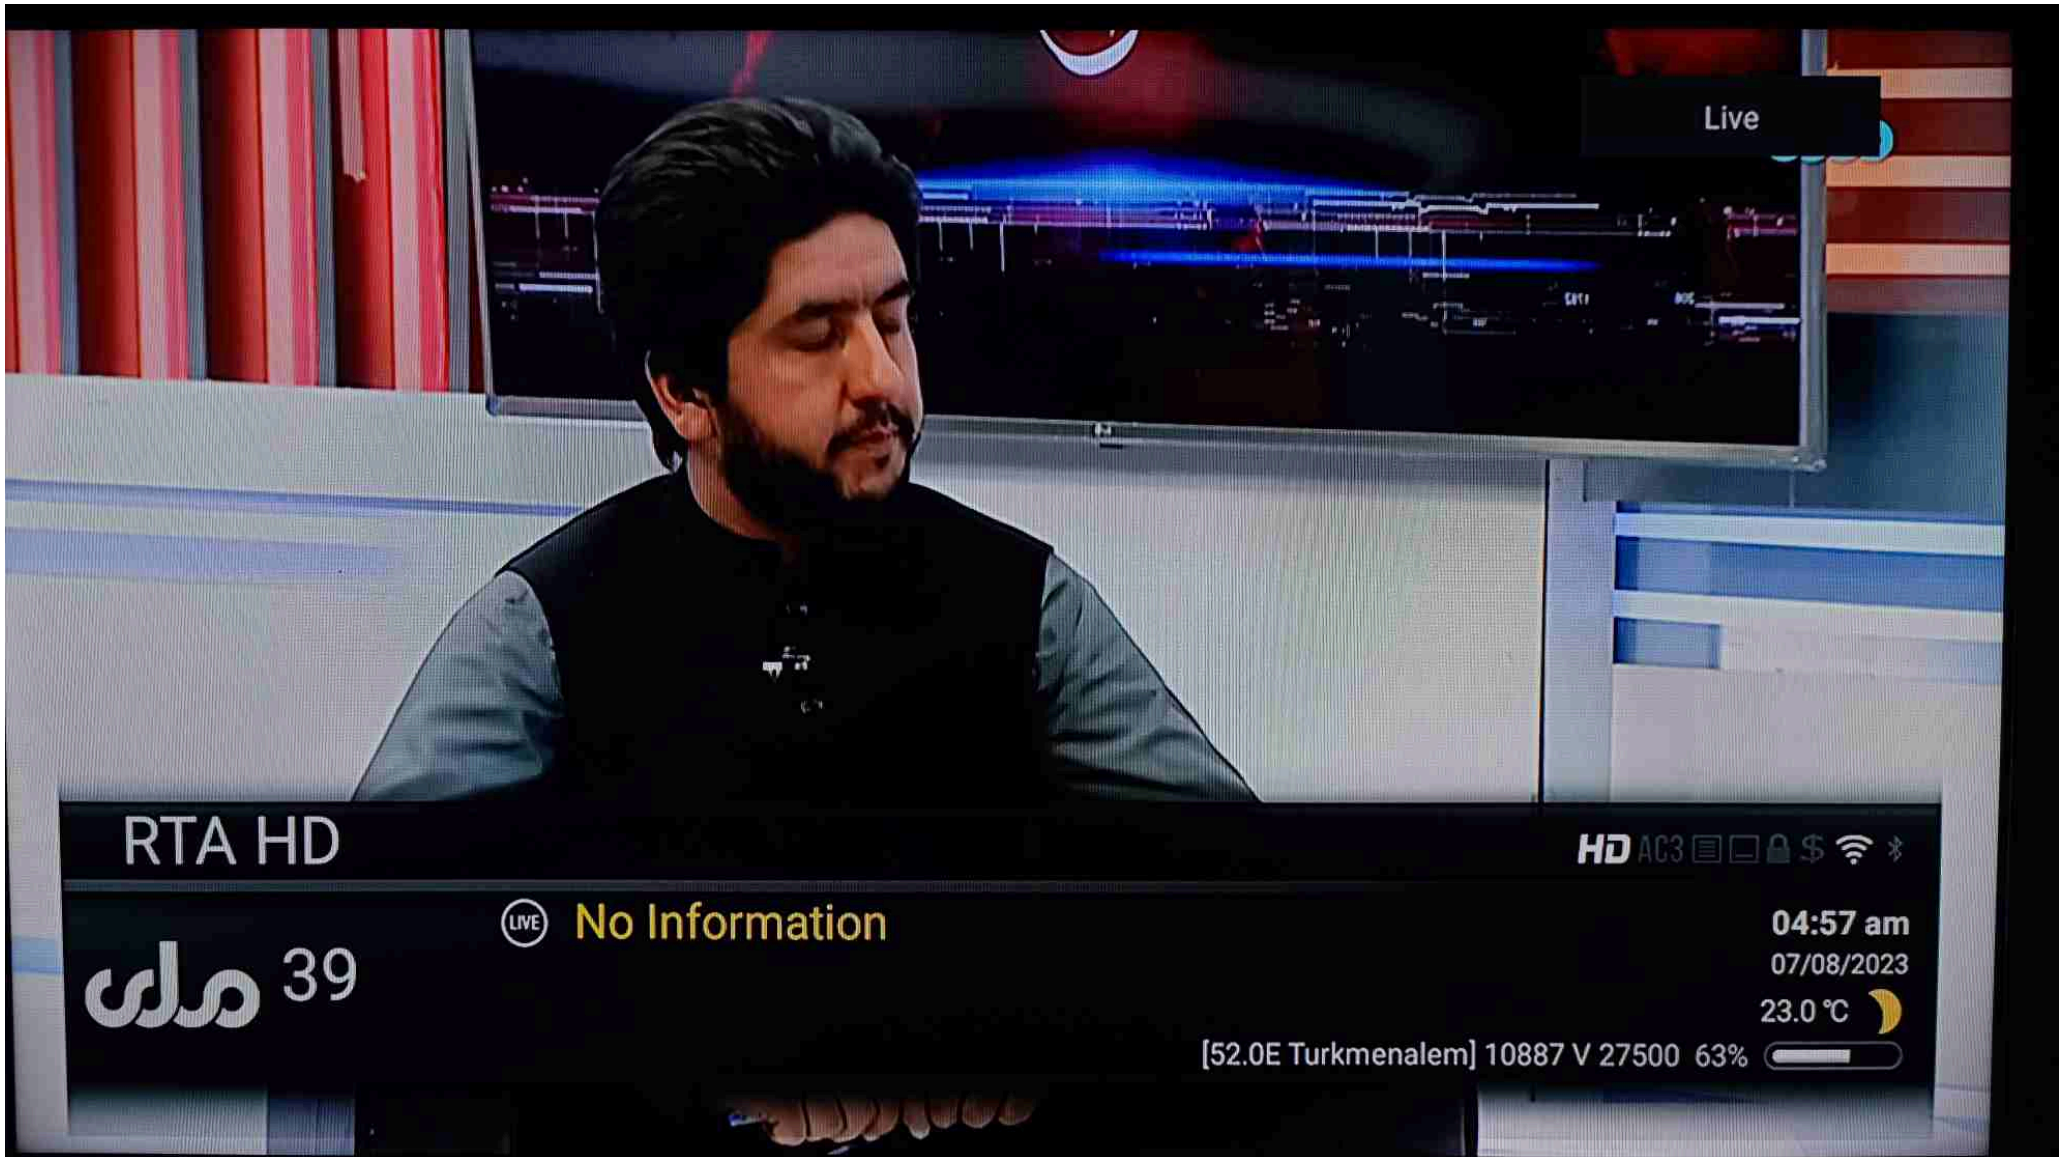 Live
RTA HD
HD AC3 $
LIVE No Information
ملی 39
04:57 am
07/08/2023
23.0 °C
[52.0E Turkmenalem] 10887 V 27500 63%